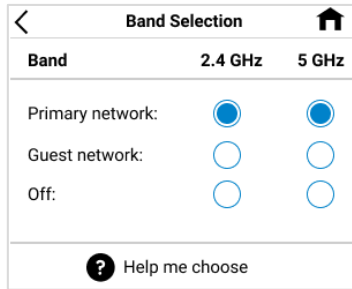 Band Selection
Band 2.4 GHz 5 GHz
Primary network:
Guest network:
Off:
? Help me choose